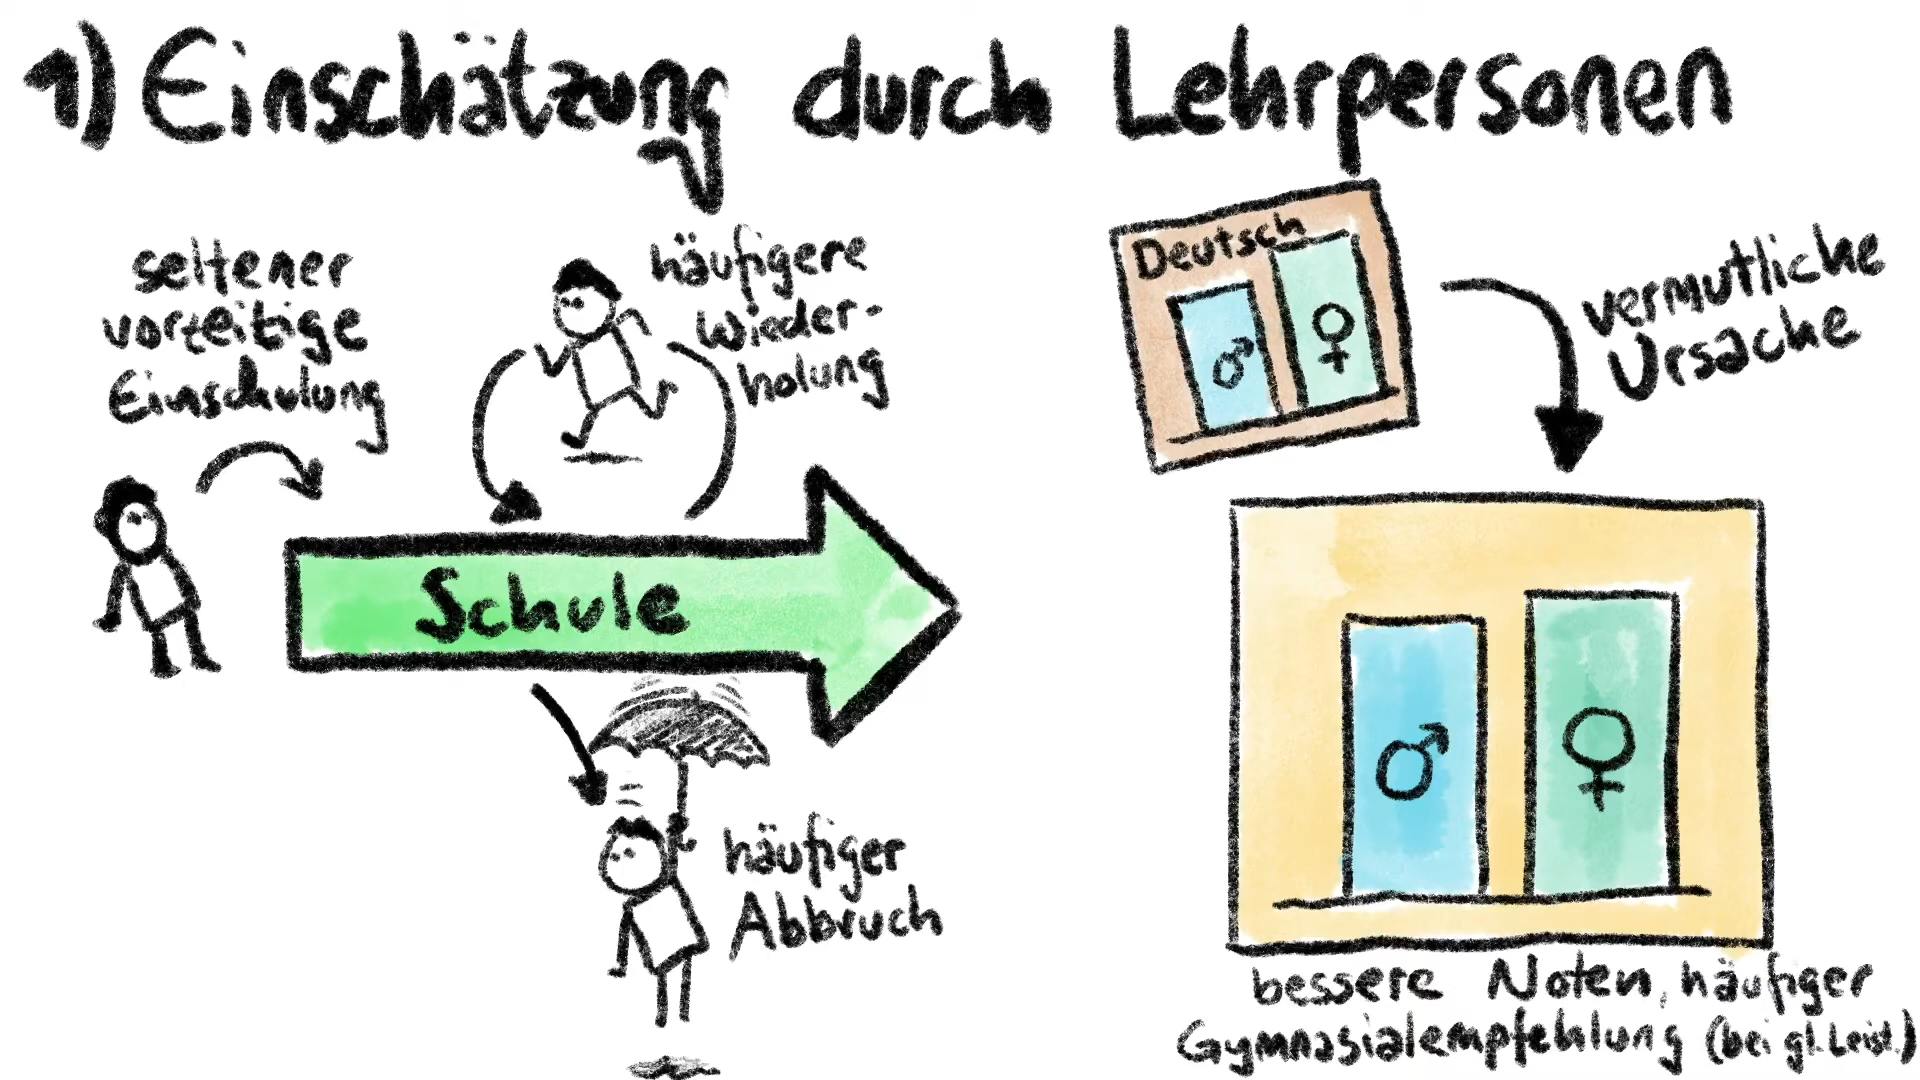 1) Einschätzung durch Lehrpersonen
seltener
vorzeitige
Einschulung
häufigere
Wieder-
holung
Schule
häufiger
Abbruch
Deutsch
♂ ♀
vermutliche
Ursache
♂ ♀
bessere Noten, häufiger
Gymnasialempfehlung (bei gl. Leist.)